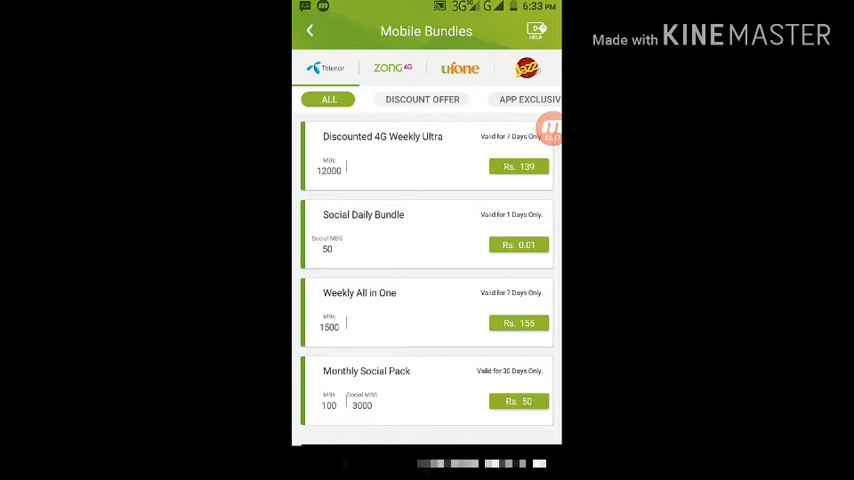 3G G 6:33 PM
Mobile Bundles
HELP
Made with KINEMASTER
Telenor ZONG 4G ufone Jazz
ALL DISCOUNT OFFER APP EXCLUSIV
Discounted 4G Weekly Ultra Valid for 7 Days Only.
MBs
12000 Rs. 139
Social Daily Bundle Valid for 1 Days Only.
Social MBS
50 Rs. 0.01
Weekly All in One Valid for 7 Days Only.
MBs
1500 Rs. 155
Monthly Social Pack Valid for 30 Days Only.
MBs Social MBS
100 3000 Rs. 50